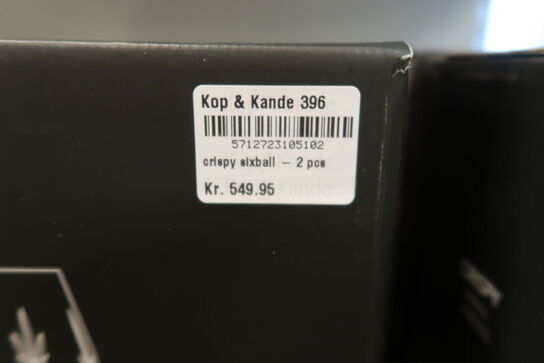 Kop & Kande 396
5712723105102
crispy sixball - 2 pcs
Kr. 549.95